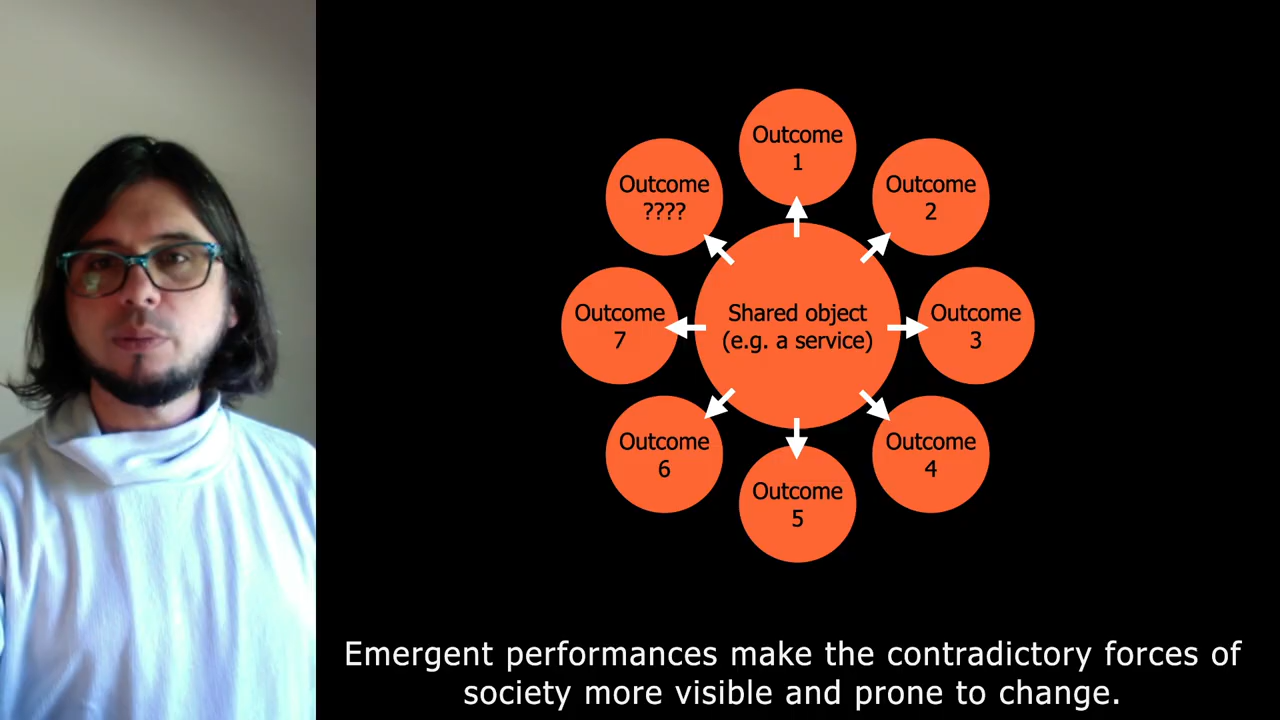 Outcome
1
Outcome
????
Outcome
2
Outcome
7
Shared object
(e.g. a service)
Outcome
3
Outcome
6
Outcome
4
Outcome
5
Emergent performances make the contradictory forces of
society more visible and prone to change.